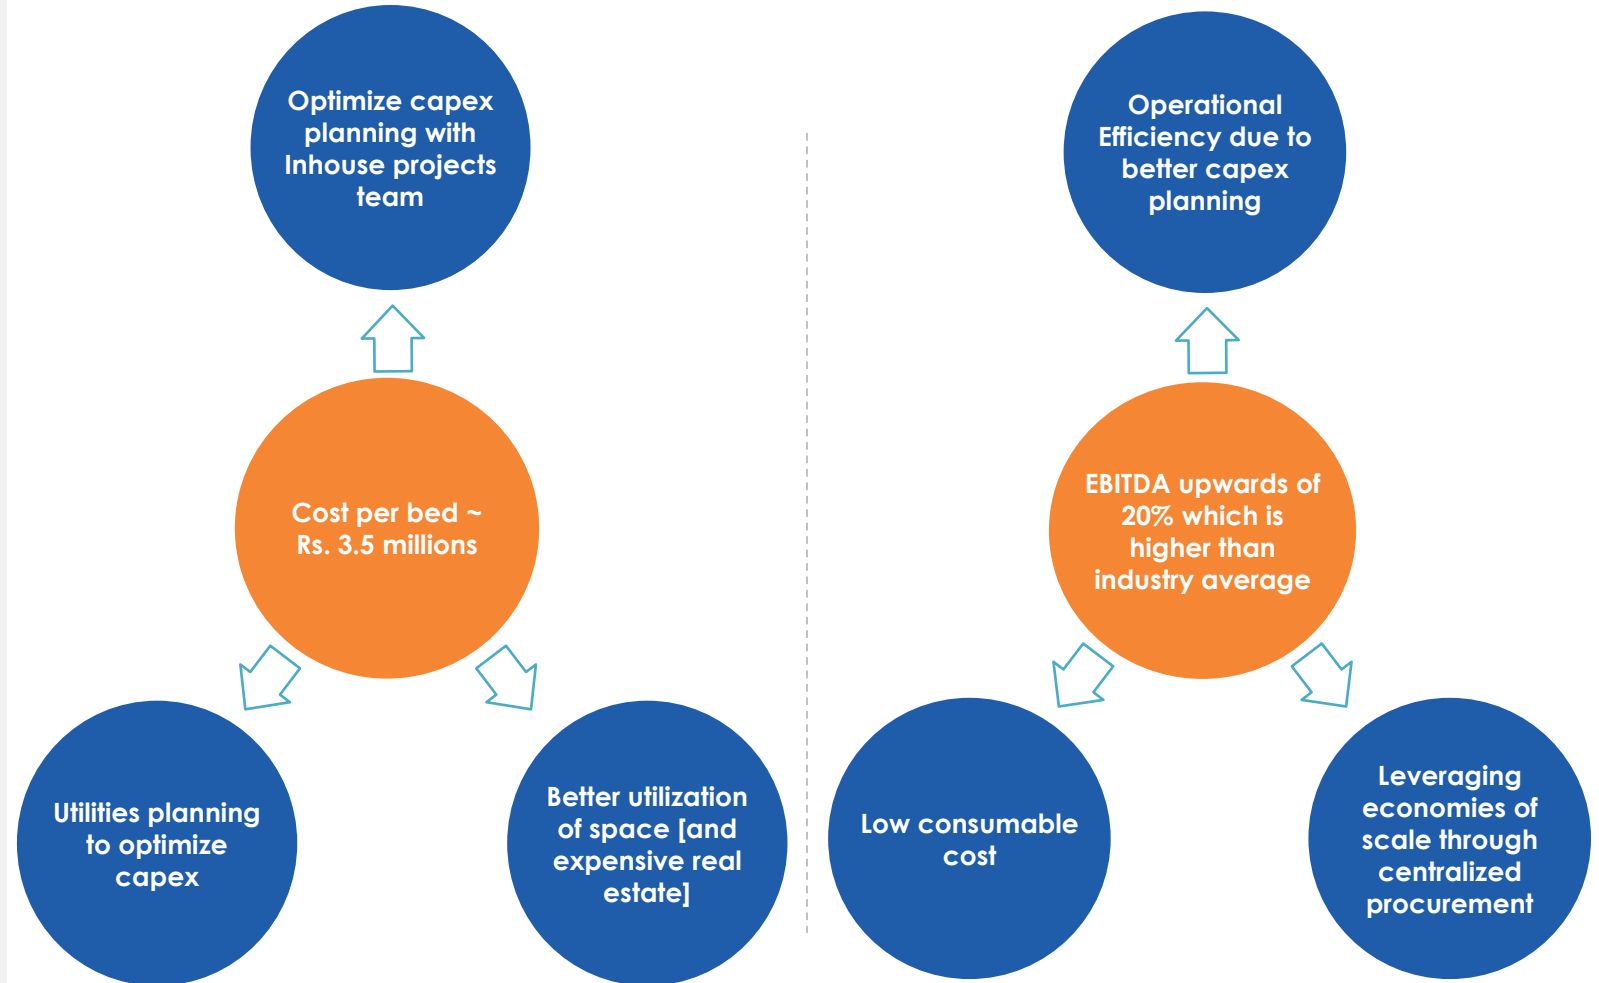 Optimize capex
planning with
Inhouse projects
team
Cost per bed ~
Rs. 3.5 millions
Utilities planning
to optimize
capex
Better utilization
of space [and
expensive real
estate]
Operational
Efficiency due to
better capex
planning
EBITDA upwards of
20% which is
higher than
industry average
Low consumable
cost
Leveraging
economies of
scale through
centralized
procurement